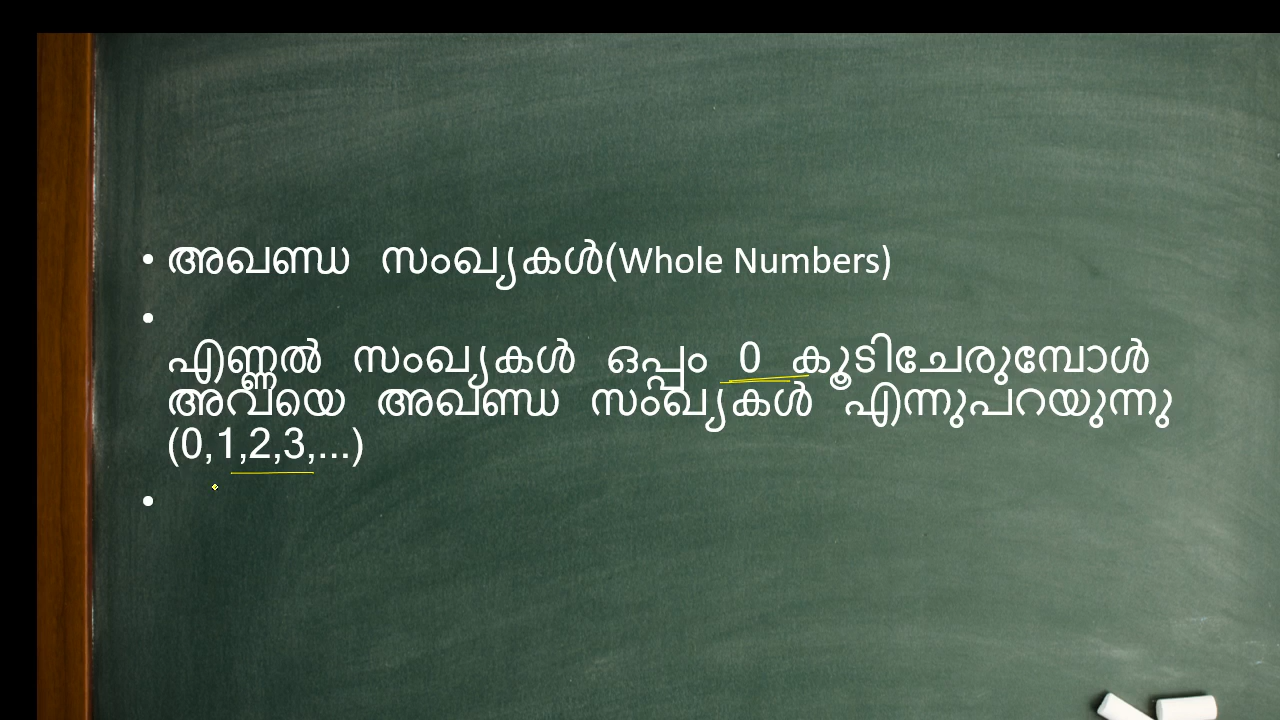 • അഖണ്ഡ സംഖ്യകൾ(Whole Numbers)
•
എണ്ണൽ സംഖ്യകൾ ഒപ്പം 0 കൂടിചേരുമ്പോൾ
അവയെ അഖണ്ഡ സംഖ്യകൾ എന്നുപറയുന്നു
(0,1,2,3,...)
•